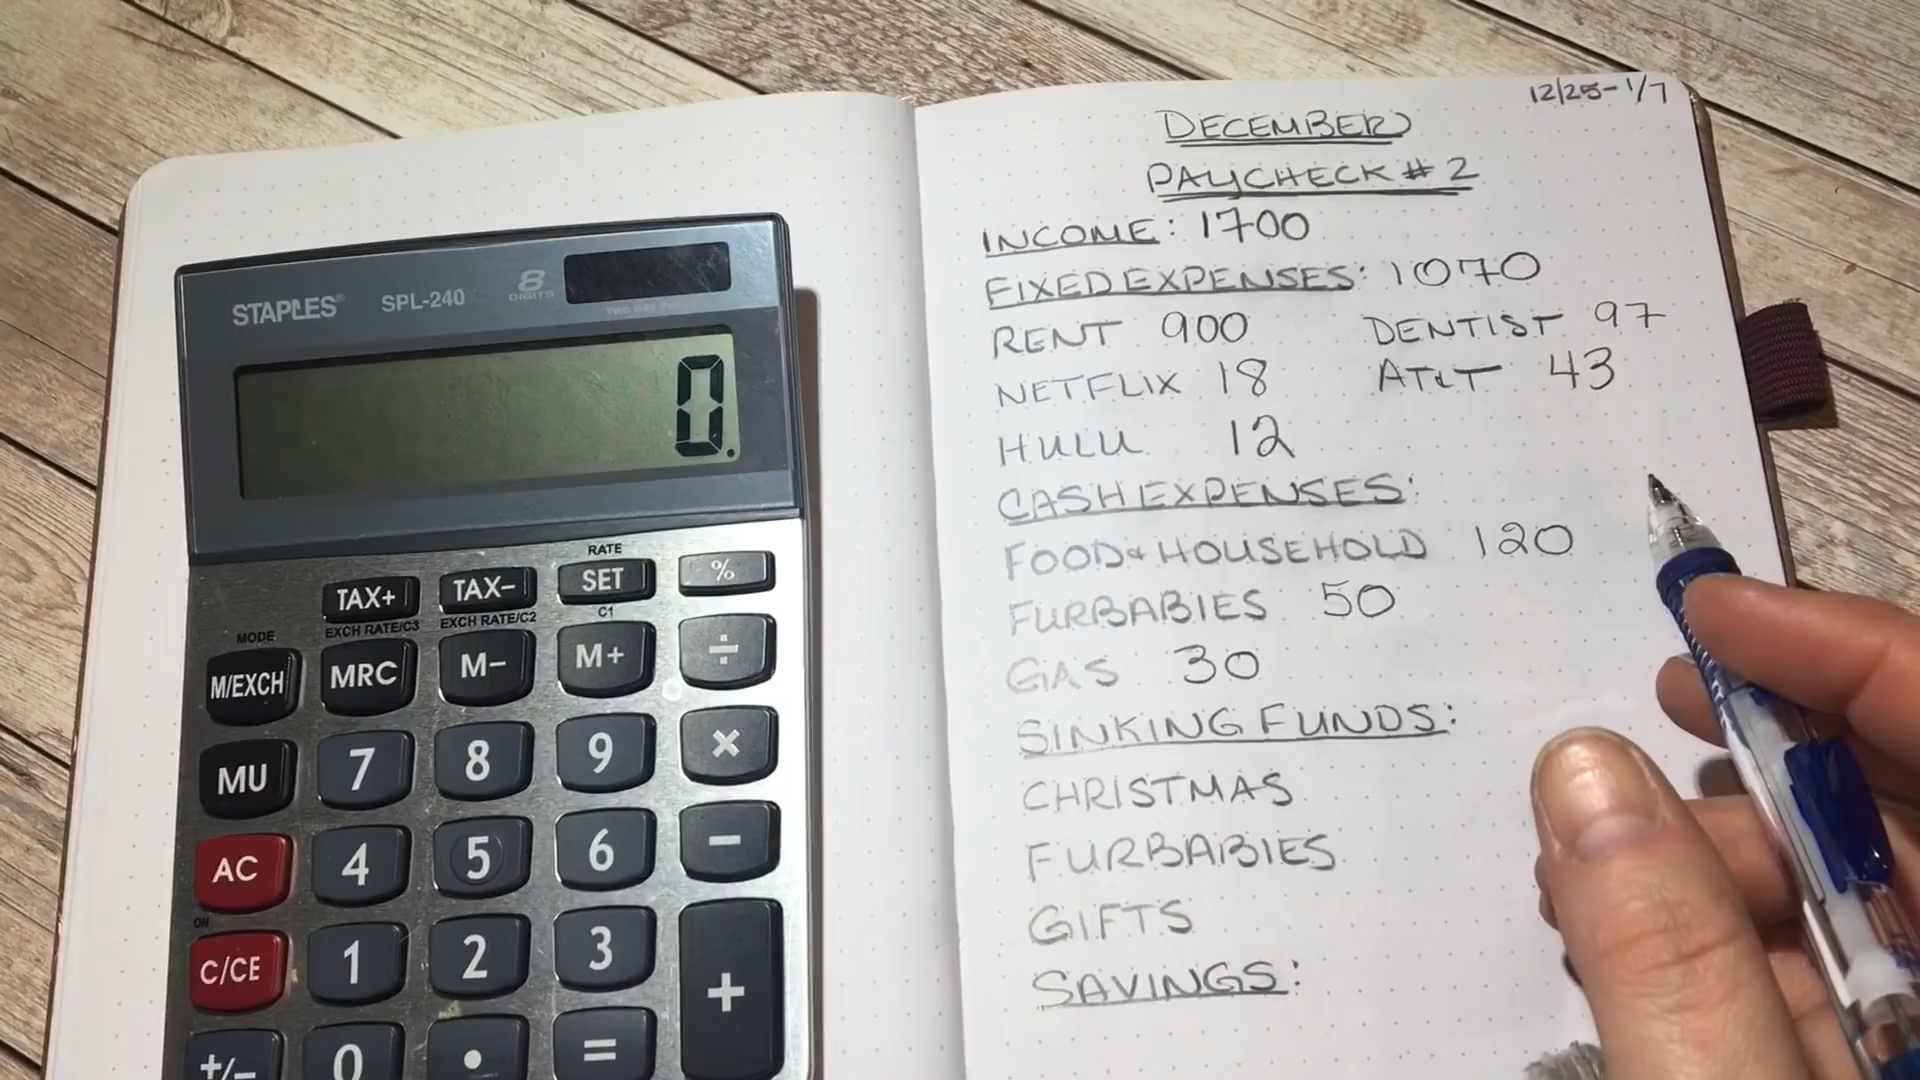 STAPLES® SPL-240 8 DIGITS
0.
RATE
TAX+ TAX- SET %
EXCH RATE/C3 EXCH RATE/C2 C1
MODE
M/EXCH MRC M- M+ ÷
MU 7 8 9 ×
AC 4 5 6 -
ON
C/CE 1 2 3 +
+/- 0 • =
12/25-1/7
DECEMBER
PAYCHECK # 2
INCOME: 1700
FIXED EXPENSES: 1070
RENT 900 DENTIST 97
NETFLIX 18 AT&T 43
HULU 12
CASH EXPENSES:
FOOD & HOUSEHOLD 120
FURBABIES 50
GAS 30
SINKING FUNDS:
CHRISTMAS
FURBABIES
GIFTS
SAVINGS: